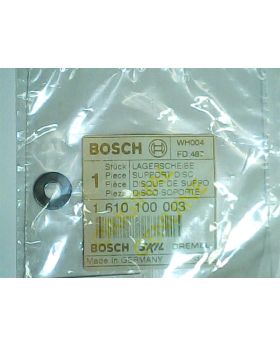 BOSCH
WH004
FD 487
Stück LAGERSCHEIBE
1 Piece SUPPORT DISC
Pièce DISQUE DE SUPPO
Pieza DISCO SOPORTE
1 610 100 003
BOSCH SKIL DREMEL
Made in GERMANY